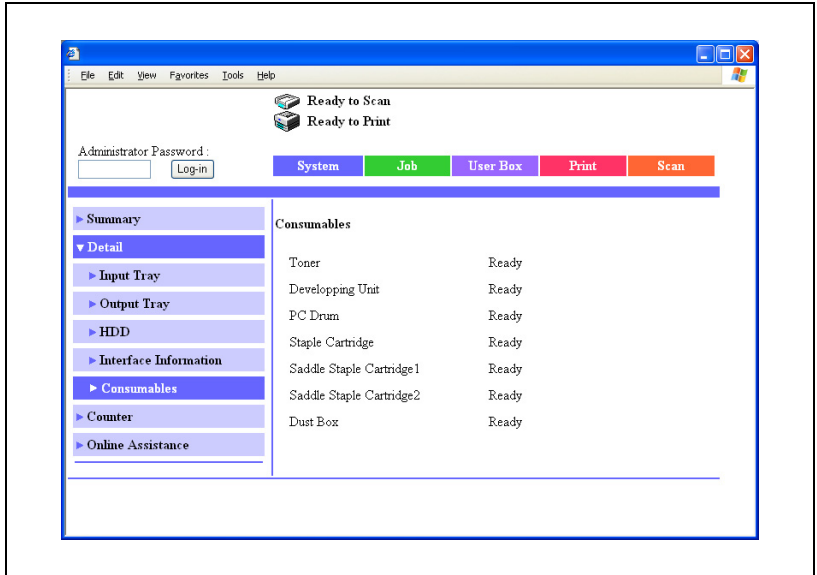 File Edit View Favorites Tools Help
Ready to Scan
Ready to Print
Administrator Password :
Log-in
System Job User Box Print Scan
Summary
Detail
Input Tray
Output Tray
HDD
Interface Information
Consumables
Counter
Online Assistance
Consumables
Toner Ready
Developping Unit Ready
PC Drum Ready
Staple Cartridge Ready
Saddle Staple Cartridge1 Ready
Saddle Staple Cartridge2 Ready
Dust Box Ready